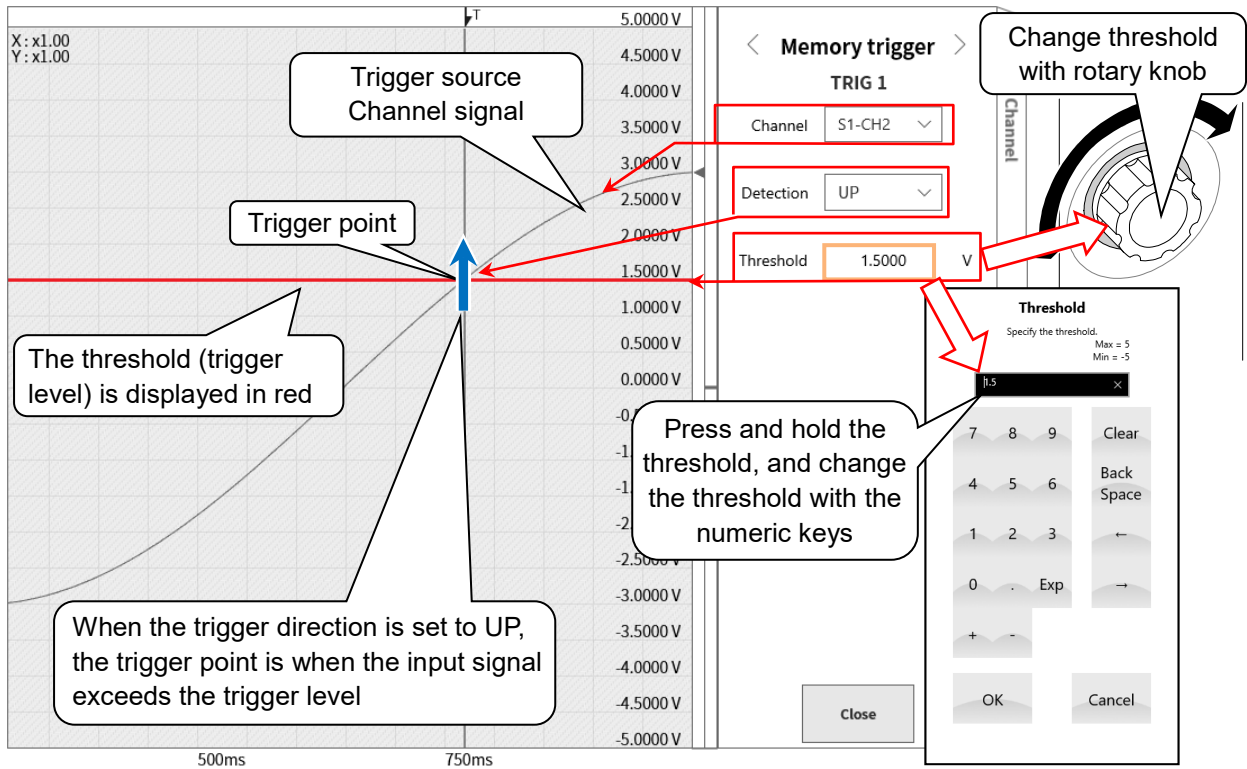 T
X : x1.00
Y : x1.00
5.0000 V
4.5000 V
4.0000 V
3.5000 V
3.0000 V
2.5000 V
2.0000 V
1.5000 V
1.0000 V
0.5000 V
0.0000 V
-0.
-1.
-1.
-2.
-2.5000 V
-3.0000 V
-3.5000 V
-4.0000 V
-4.5000 V
-5.0000 V
500ms
750ms
Trigger source
Channel signal
Trigger point
The threshold (trigger
level) is displayed in red
When the trigger direction is set to UP,
the trigger point is when the input signal
exceeds the trigger level
Memory trigger
TRIG 1
Channel S1-CH2
Detection UP
Threshold 1.5000 V
Close
Channel
Change threshold
with rotary knob
Press and hold the
threshold, and change
the threshold with the
numeric keys
Threshold
Specify the threshold.
Max = 5
Min = -5
1.5 ×
7 8 9 Clear
4 5 6 Back Space
1 2 3 ←
0 . Exp →
+ -
OK Cancel